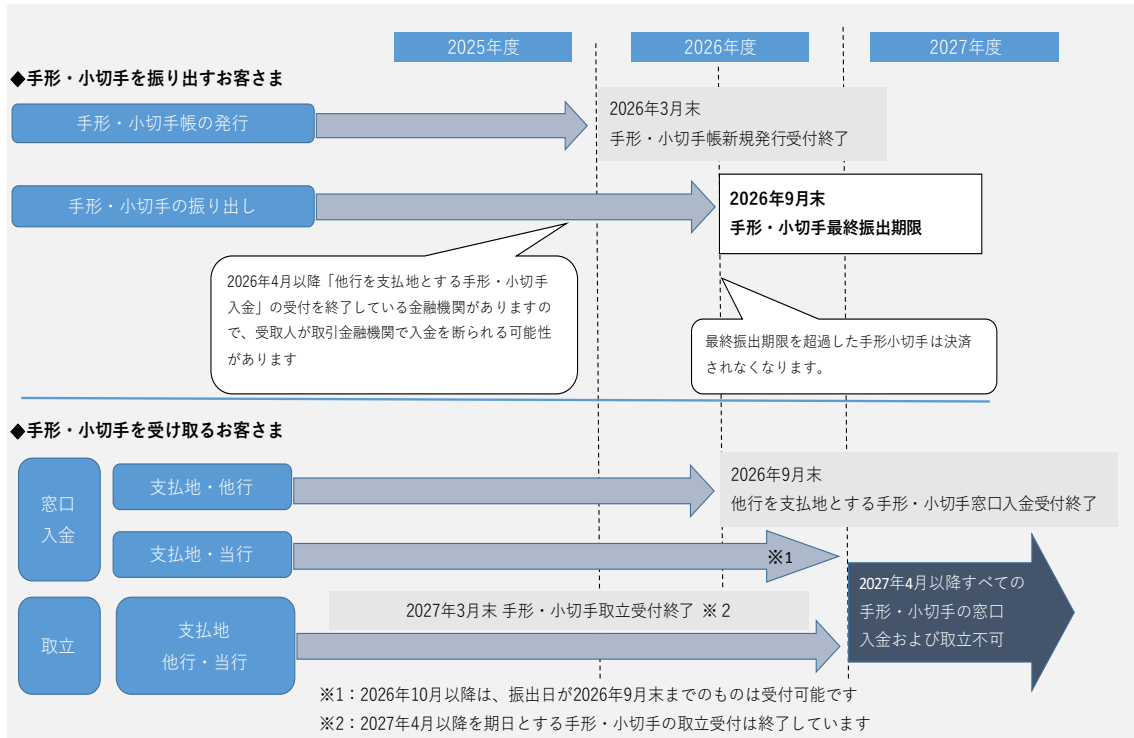 2025年度
2026年度
2027年度
◆手形・小切手を振り出すお客さま
手形・小切手帳の発行
2026年3月末
手形・小切手帳新規発行受付終了
手形・小切手の振り出し
2026年9月末
手形・小切手最終振出期限
2026年4月以降「他行を支払地とする手形・小切手
入金」の受付を終了している金融機関がありますの
で、受取人が取引金融機関で入金を断られる可能性
があります
最終振出期限を超過した手形小切手は決済
されなくなります。
◆手形・小切手を受け取るお客さま
窓口
入金
支払地・他行
2026年9月末
他行を支払地とする手形・小切手窓口入金受付終了
支払地・当行
※1
2027年4月以降すべての
手形・小切手の窓口
入金および取立不可
2027年3月末 手形・小切手取立受付終了 ※２
取立
支払地
他行・当行
※1：2026年10月以降は、振出日が2026年9月末までのものは受付可能です
※2：2027年4月以降を期日とする手形・小切手の取立受付は終了しています